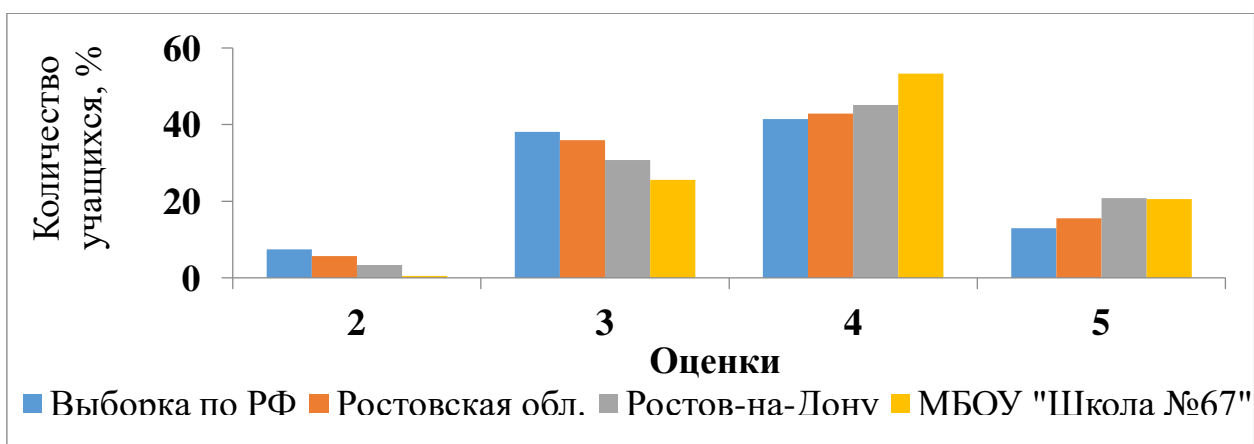 Количество
учащихся, %
60
40
20
0
2 3 4 5
Оценки
Выборка по РФ Ростовская обл. Ростов-на-Дону МБОУ "Школа №67"